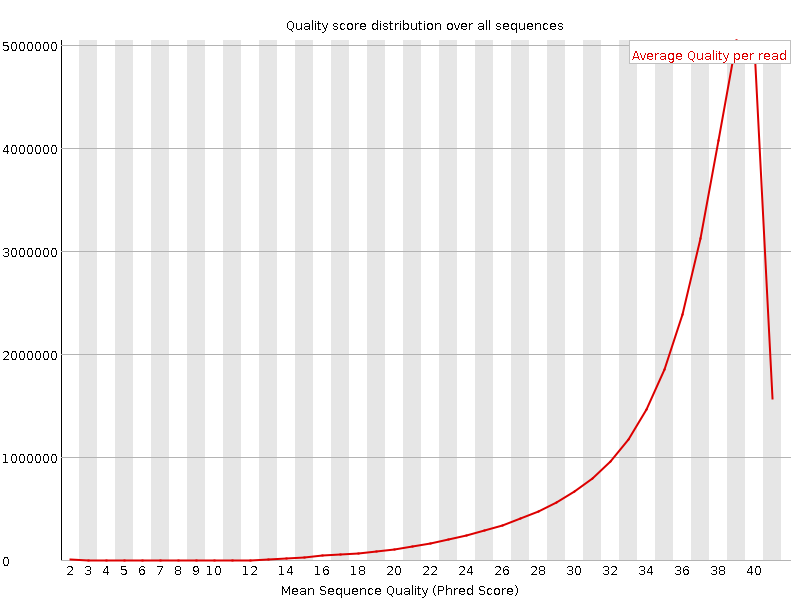 Quality score distribution over all sequences
Average Quality per read
5000000
4000000
3000000
2000000
1000000
0
2 3 4 5 6 7 8 9 10 12 14 16 18 20 22 24 26 28 30 32 34 36 38 40
Mean Sequence Quality (Phred Score)